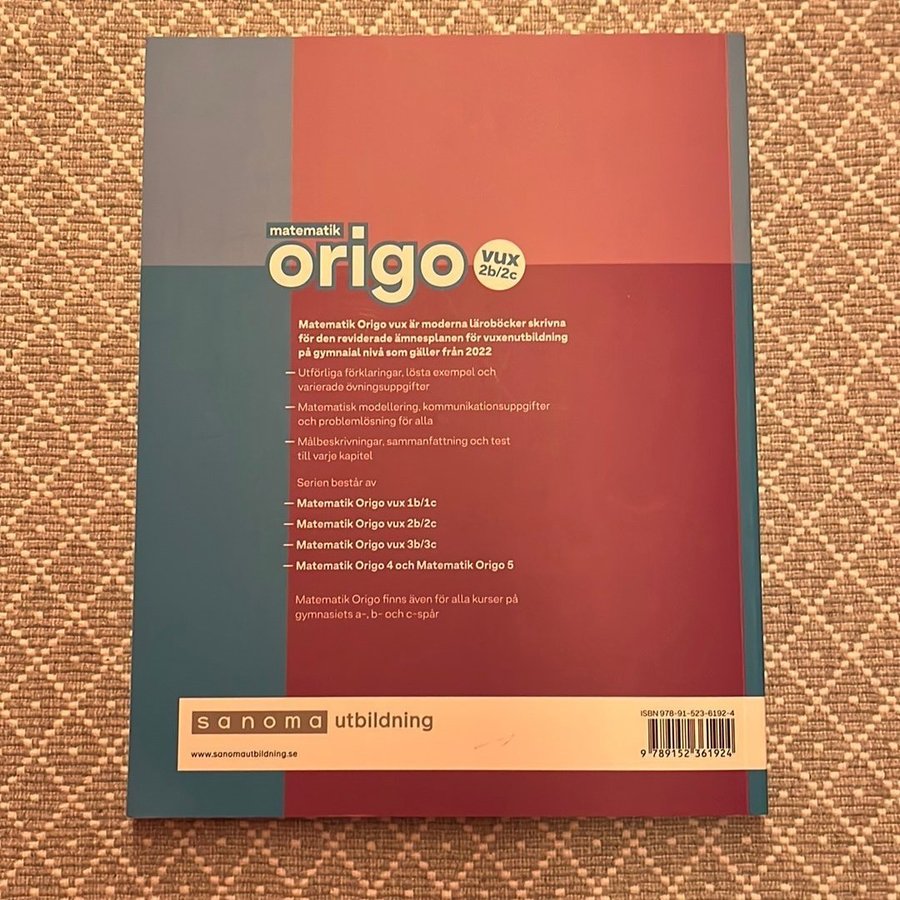 matematik
origo
vux
2b/2c
Matematik Origo vux är moderna läroböcker skrivna
för den reviderade ämnesplanen för vuxenutbildning
på gymnaial nivå som gäller från 2022
— Utförliga förklaringar, lösta exempel och
varierade övningsuppgifter
— Matematisk modellering, kommunikationsuppgifter
och problemlösning för alla
— Målbeskrivningar, sammanfattning och test
till varje kapitel
Serien består av
— Matematik Origo vux 1b/1c
— Matematik Origo vux 2b/2c
— Matematik Origo vux 3b/3c
— Matematik Origo 4 och Matematik Origo 5
Matematik Origo finns även för alla kurser på
gymnasiets a-, b- och c-spår
sanoma utbildning
www.sanomautbildning.se
ISBN 978-91-523-6192-4
9 789152 361924